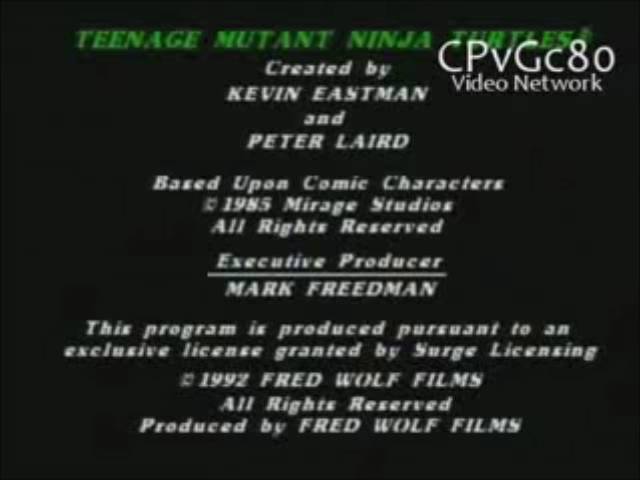 TEENAGE MUTANT NINJA TURTLES®
CPvGc80
Video Network
Created by
KEVIN EASTMAN
and
PETER LAIRD
Based Upon Comic Characters
©1985 Mirage Studios
All Rights Reserved
Executive Producer
MARK FREEDMAN
This program is produced pursuant to an
exclusive license granted by Surge Licensing
©1992 FRED WOLF FILMS
All Rights Reserved
Produced by FRED WOLF FILMS